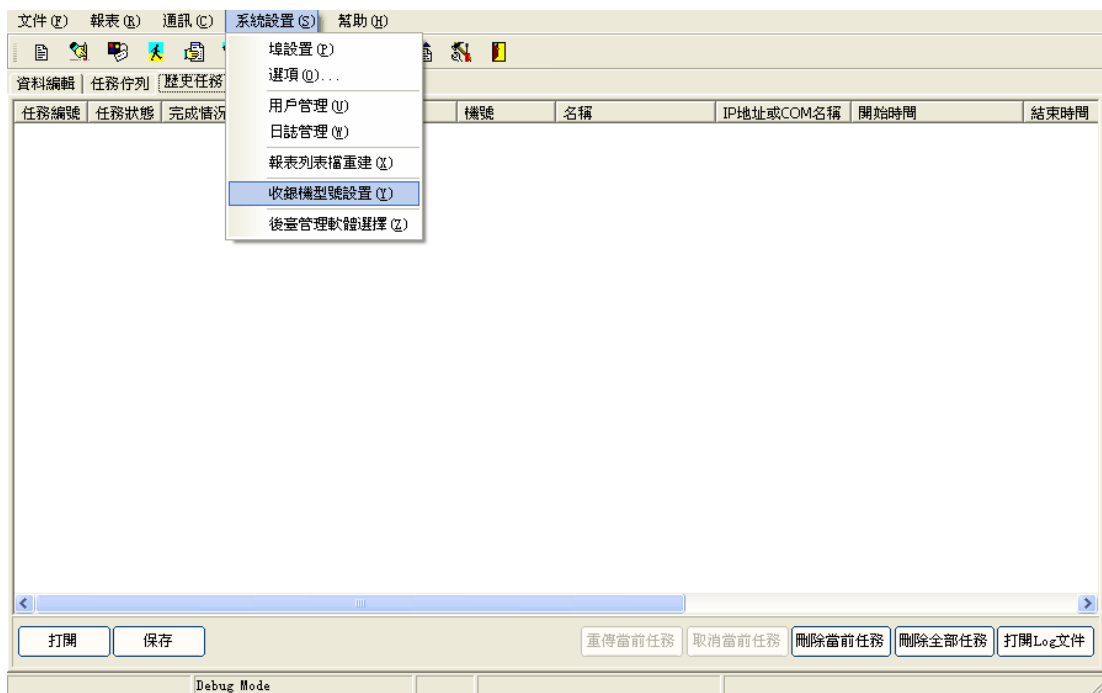 文件(F) 報表(R) 通訊(C) 系統設置(S) 幫助(H)
埠設置(P)
選項(O)...
用戶管理(U)
日誌管理(W)
報表列表檔重建(X)
收銀機型號設置(Y)
後臺管理軟體選擇(Z)
資料編輯 任務佇列 歷史任務
任務編號 任務狀態 完成情況 機號 名稱 IP地址或COM名稱 開始時間 結束時間
打開 保存 重傳當前任務 取消當前任務 刪除當前任務 刪除全部任務 打開Log文件
Debug Mode